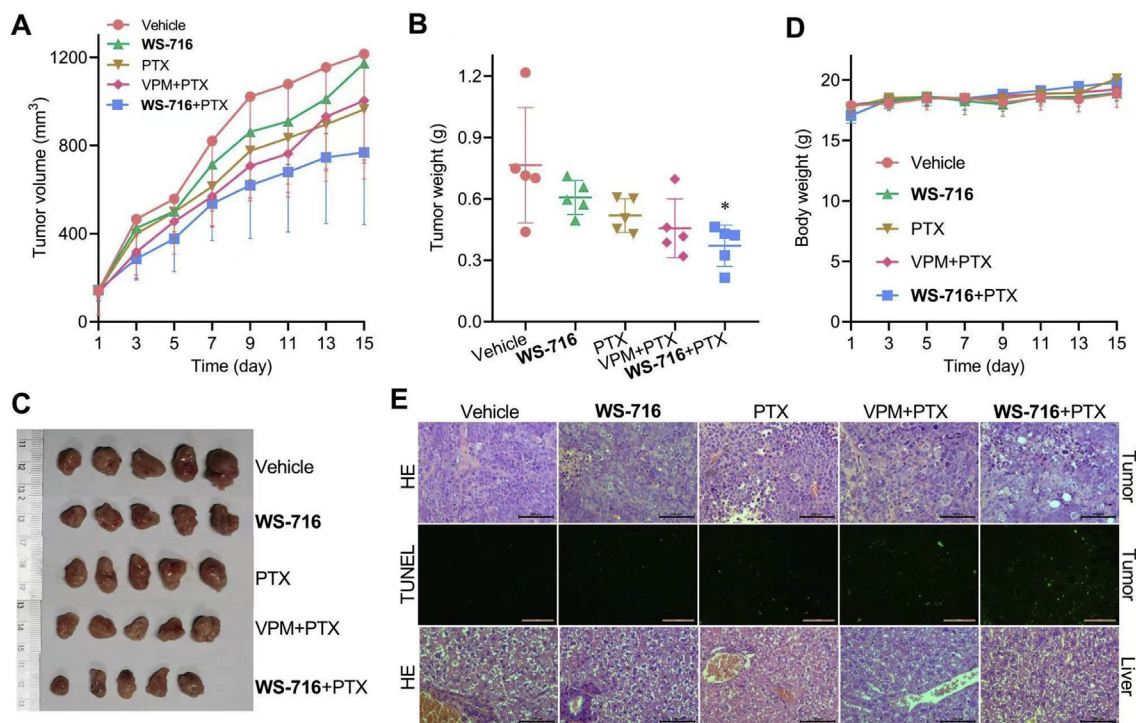 A
Vehicle
WS-716
PTX
VPM+PTX
WS-716+PTX
Tumor volume (mm³)
1200
800
400
0
1 3 5 7 9 11 13 15
Time (day)
B
Tumor weight (g)
1.2
0.9
0.6
0.3
0.0
*
Vehicle
WS-716
PTX
VPM+PTX
WS-716+PTX
D
Body weight (g)
20
15
10
5
0
Vehicle
WS-716
PTX
VPM+PTX
WS-716+PTX
1 3 5 7 9 11 13 15
Time (day)
C
Vehicle
WS-716
PTX
VPM+PTX
WS-716+PTX
E
Vehicle WS-716 PTX VPM+PTX WS-716+PTX
HE
Tumor
TUNEL
Tumor
HE
Liver